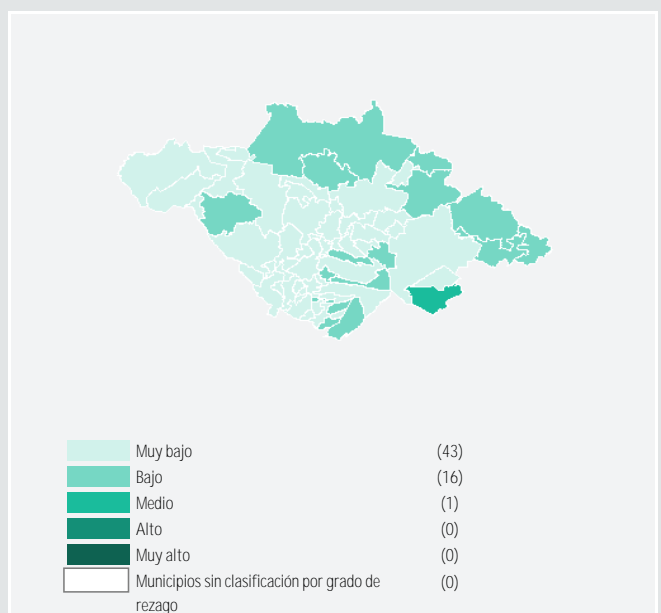 Muy bajo (43)
Bajo (16)
Medio (1)
Alto (0)
Muy alto (0)
Municipios sin clasificación por grado de (0)
rezago